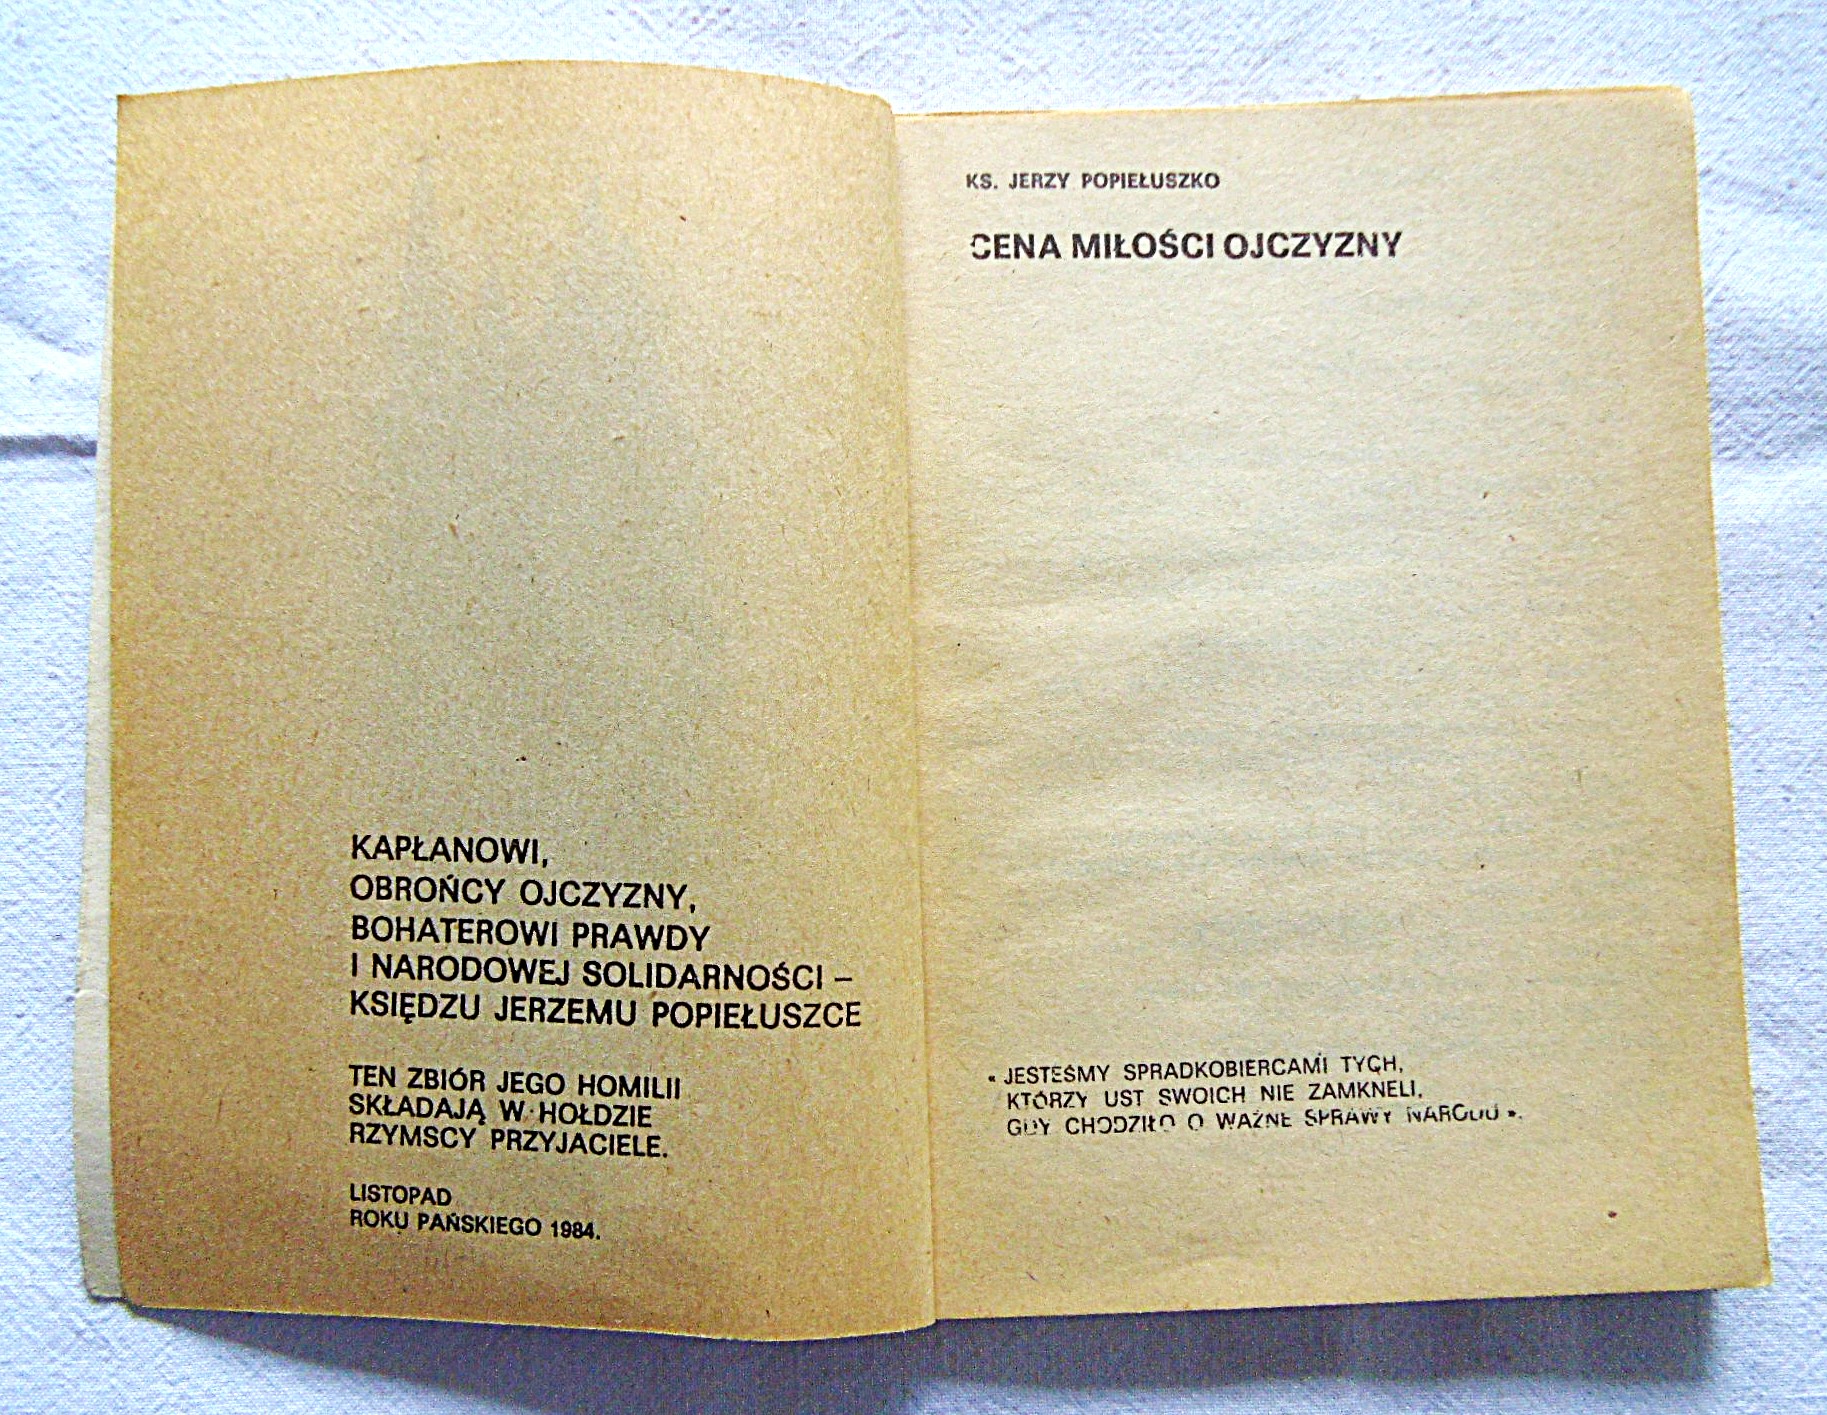 KAPŁANOWI,
OBROŃCY OJCZYZNY,
BOHATEROWI PRAWDY
I NARODOWEJ SOLIDARNOŚCI –
KSIĘDZU JERZEMU POPIEŁUSZCE
TEN ZBIÓR JEGO HOMILII
SKŁADAJĄ W HOŁDZIE
RZYMSCY PRZYJACIELE.
LISTOPAD
ROKU PAŃSKIEGO 1984.
KS. JERZY POPIEŁUSZKO
CENA MIŁOŚCI OJCZYZNY
« JESTEŚMY SPRADKOBIERCAMI TYCH,
KTÓRZY UST SWOICH NIE ZAMKNELI,
GDY CHODZIŁO O WAŻNE SPRAWY NARODU ».